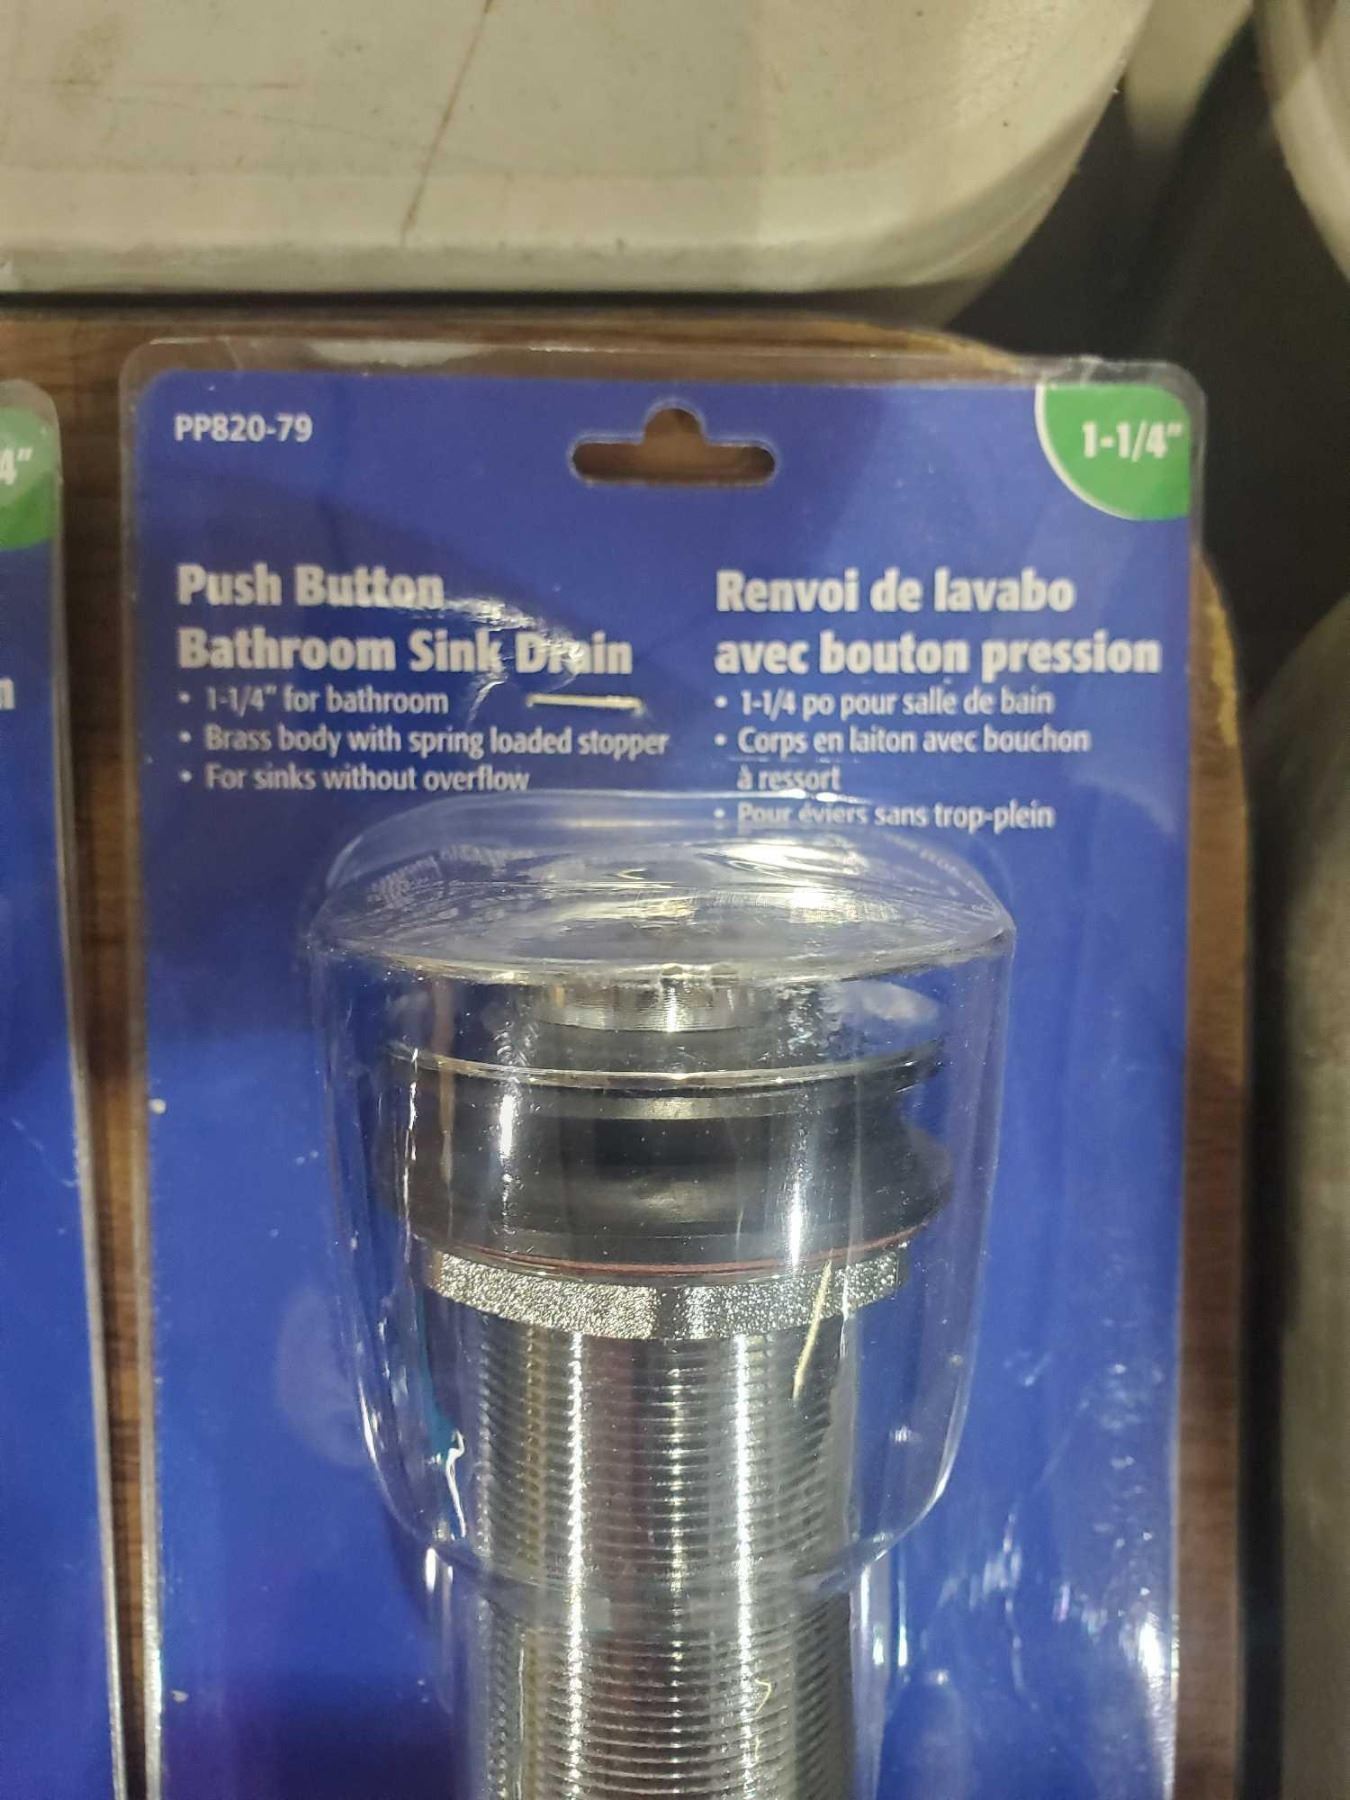 PP820-79
1-1/4"
4"
Push Button
Bathroom Sink Drain
• 1-1/4" for bathroom
• Brass body with spring loaded stopper
• For sinks without overflow
Renvoi de lavabo
avec bouton pression
• 1-1/4 po pour salle de bain
• Corps en laiton avec bouchon
à ressort
• Pour éviers sans trop-plein